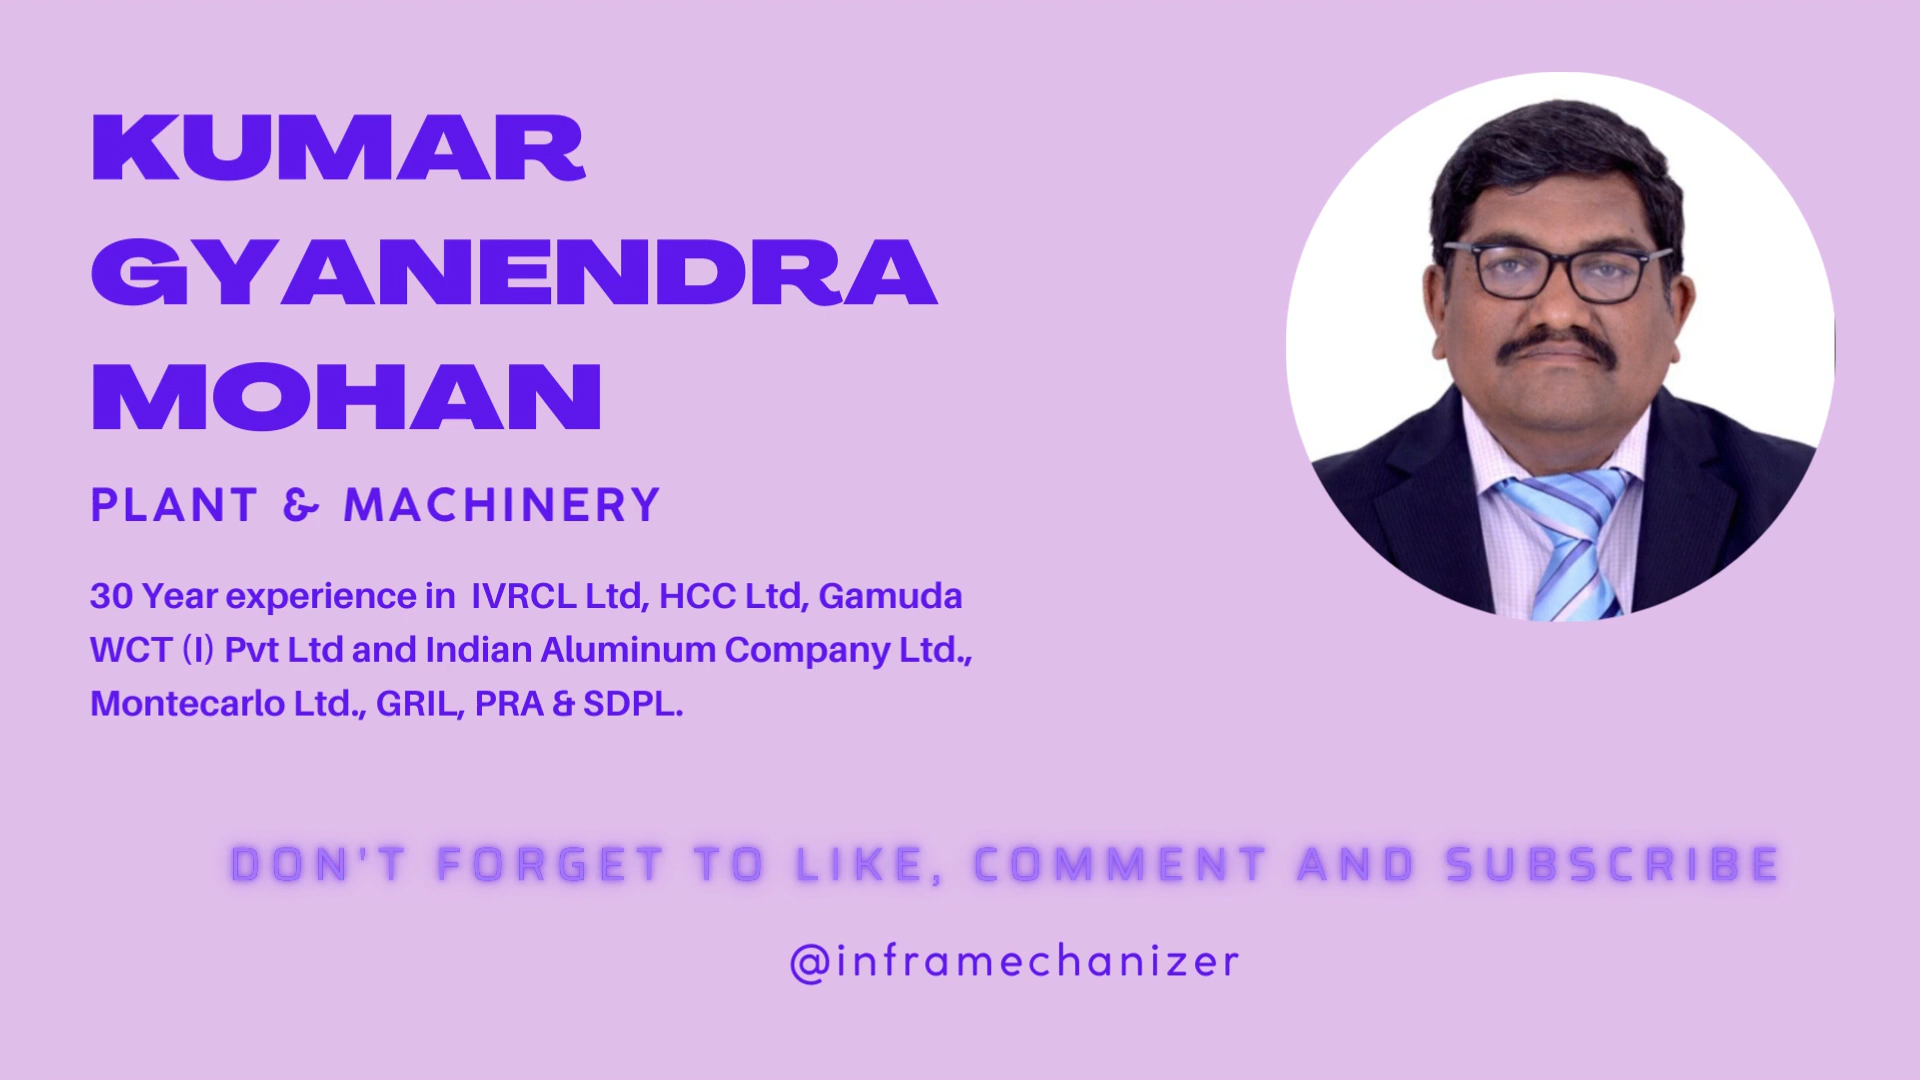 KUMAR
GYANENDRA
MOHAN
PLANT & MACHINERY
30 Year experience in  IVRCL Ltd, HCC Ltd, Gamuda
WCT (I) Pvt Ltd and Indian Aluminum Company Ltd.,
Montecarlo Ltd., GRIL, PRA & SDPL.
DON'T FORGET TO LIKE, COMMENT AND SUBSCRIBE
@inframechanizer